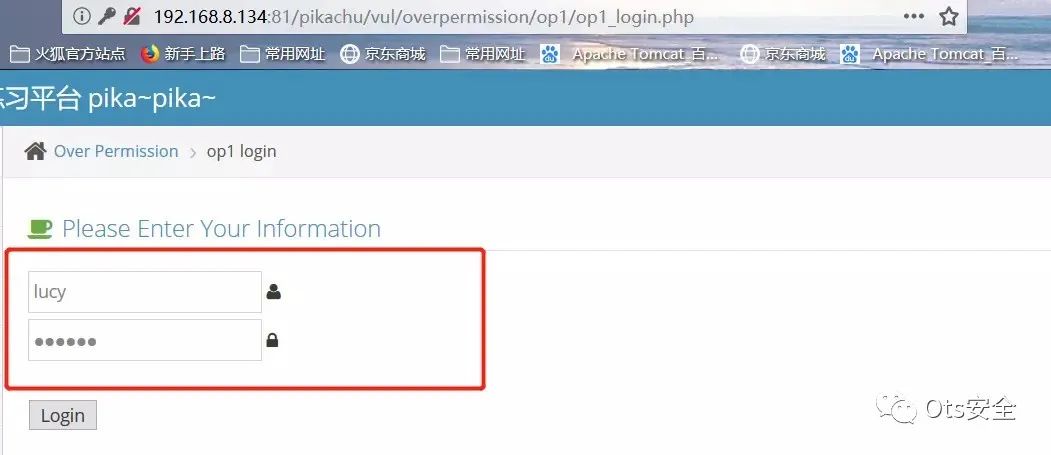 192.168.8.134:81/pikachu/vul/overpermission/op1/op1_login.php
火狐官方站点 新手上路 常用网址 京东商城 常用网址 Apache Tomcat_百... 京东商城 Apache Tomcat_百...
练习平台 pika~pika~
Over Permission > op1 login
Please Enter Your Information
lucy
••••••
Login
Ots安全